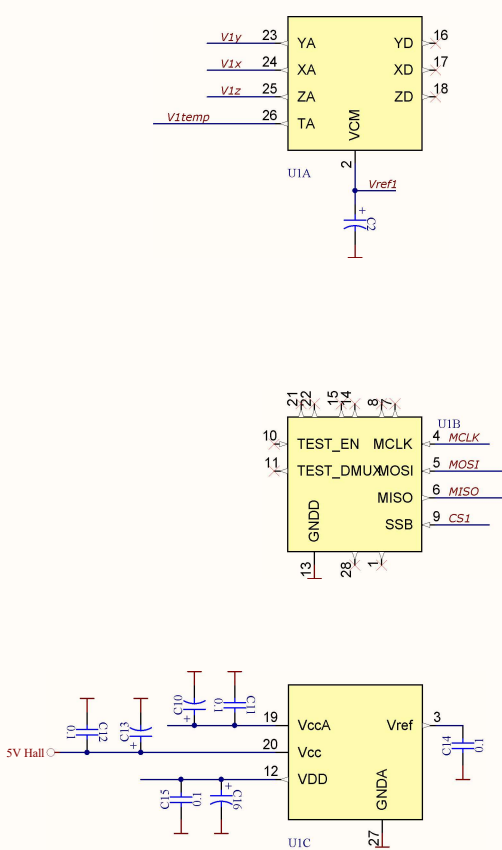 V1y 23 YA YD 16
V1x 24 XA XD 17
V1z 25 ZA ZD 18
V1temp 26 TA
VCM
2
U1A
Vref1
+
C2
21 22 15 14 8 7
U1B
10 TEST_EN MCLK 4 MCLK
11 TEST_DMUX MOSI 5 MOSI
MISO 6 MISO
SSB 9 CS1
GNDD
13 28 1
C10 + 0.1 C11
0.1 C12 C13 +
19 VccA Vref 3
5V Hall 20 Vcc
C14 0.1
12 VDD
C15 0.1 + C16
GNDA
27
U1C